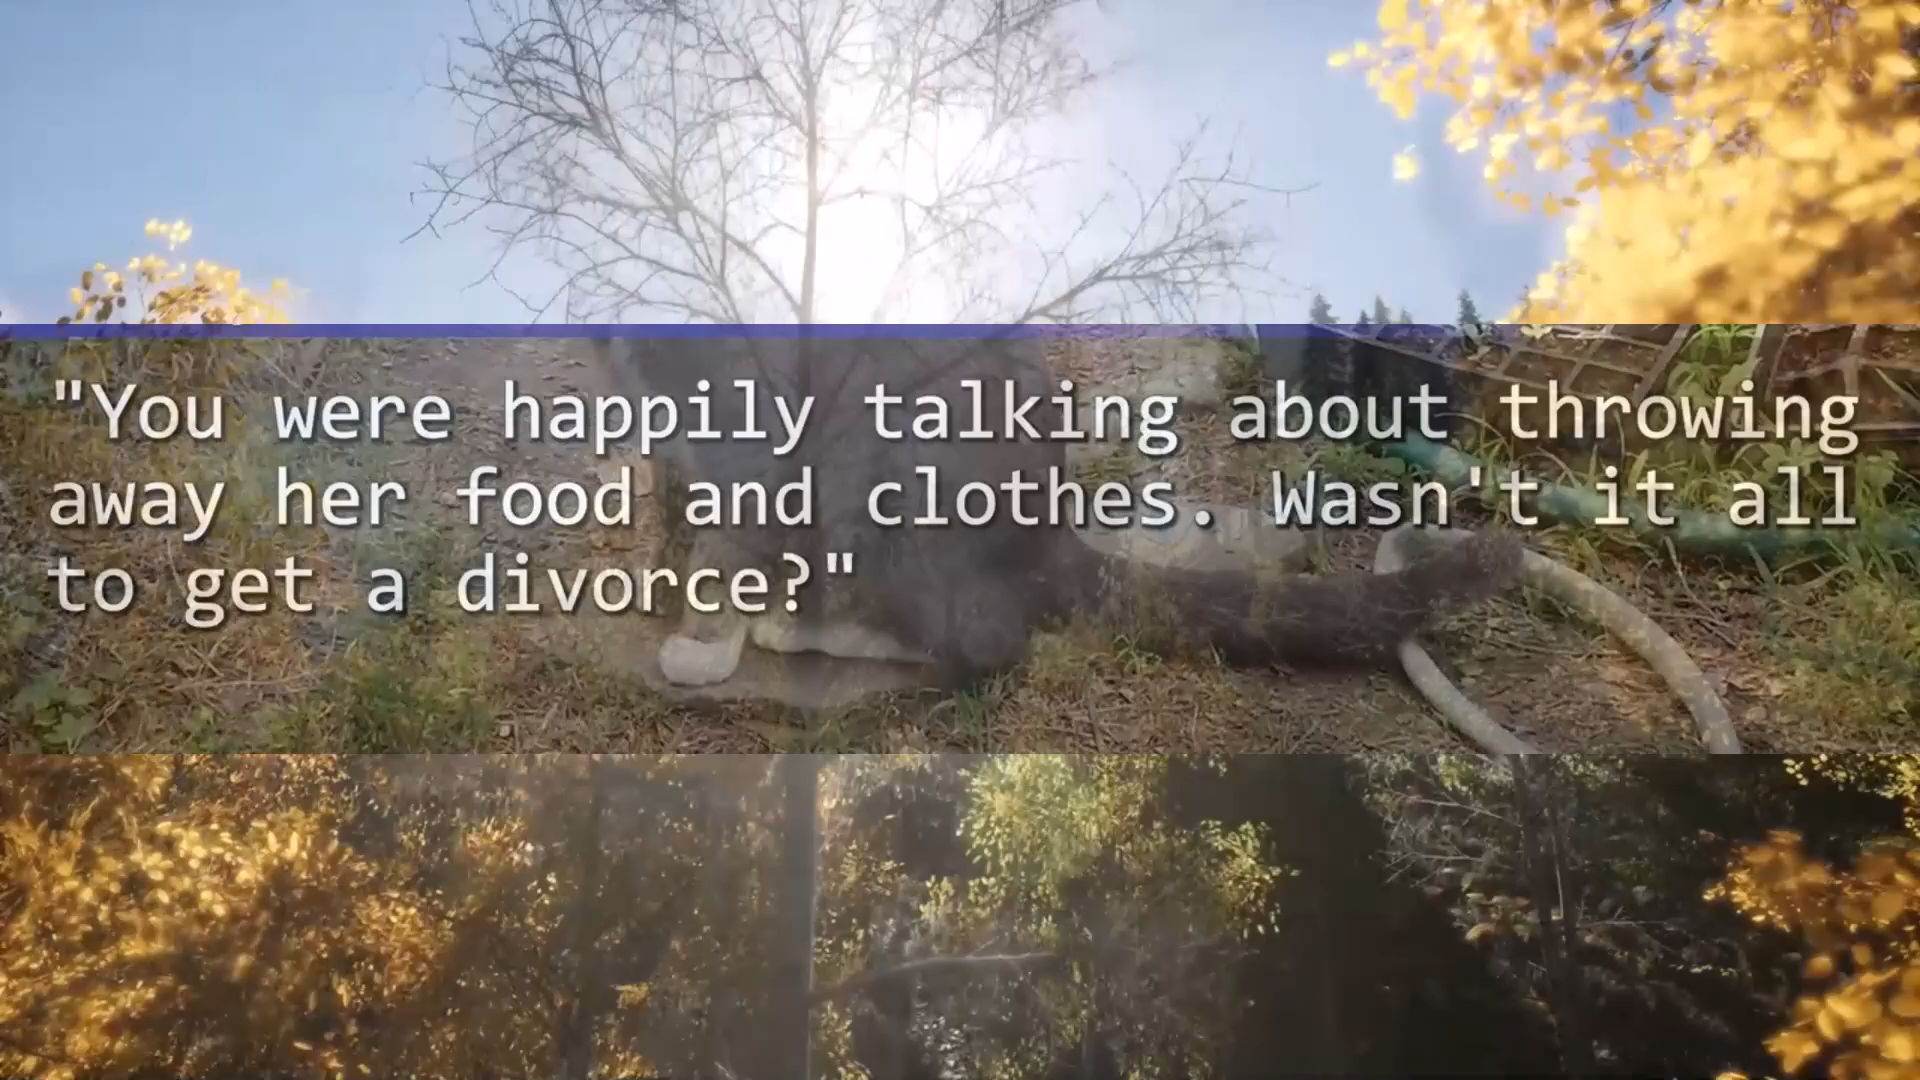 "You were happily talking about throwing
away her food and clothes. Wasn't it all
to get a divorce?"